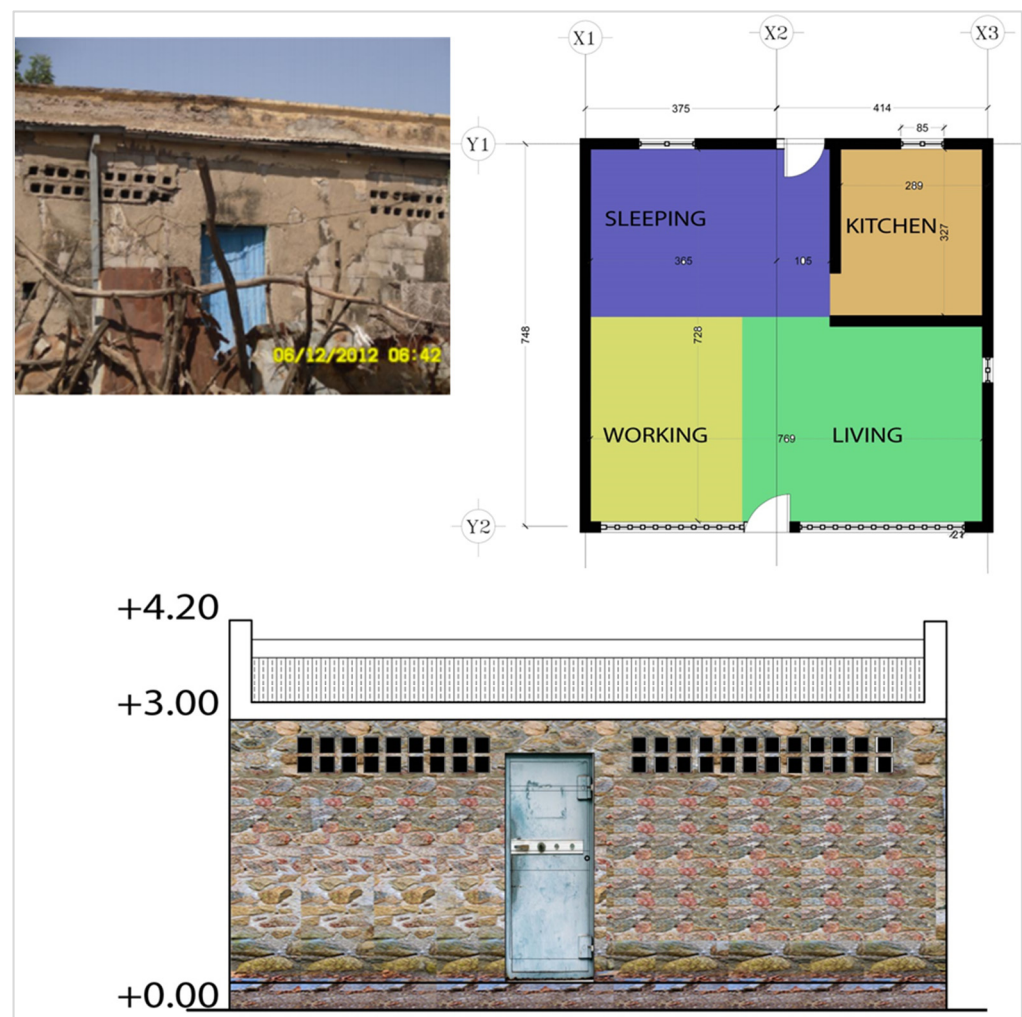 06/12/2012 06:42
X1
X2
X3
375
414
85
Y1
SLEEPING
KITCHEN
289
327
365
105
748
728
WORKING
769
LIVING
Y2
21
+4.20
+3.00
+0.00